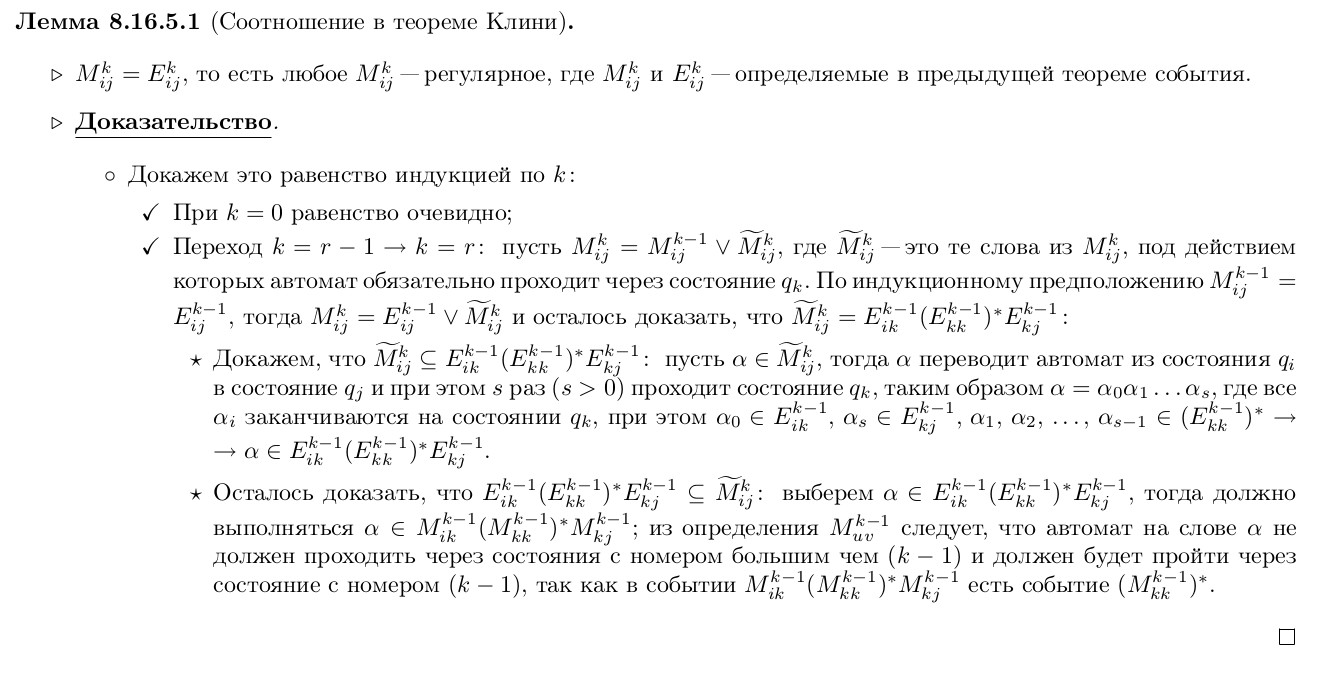 Лемма 8.16.5.1 (Соотношение в теореме Клини).
▷ $M_{ij}^k = E_{ij}^k$, то есть любое $M_{ij}^k$ — регулярное, где $M_{ij}^k$ и $E_{ij}^k$ — определяемые в предыдущей теореме события.
▷ Доказательство.
○ Докажем это равенство индукцией по $k$:
✓ При $k = 0$ равенство очевидно;
✓ Переход $k = r - 1 \to k = r$: пусть $M_{ij}^k = M_{ij}^{k-1} \vee \widetilde{M}_{ij}^k$, где $\widetilde{M}_{ij}^k$ — это те слова из $M_{ij}^k$, под действием
которых автомат обязательно проходит через состояние $q_k$. По индукционному предположению $M_{ij}^{k-1} =$
$E_{ij}^{k-1}$, тогда $M_{ij}^k = E_{ij}^{k-1} \vee \widetilde{M}_{ij}^k$ и осталось доказать, что $\widetilde{M}_{ij}^k = E_{ik}^{k-1}(E_{kk}^{k-1})^* E_{kj}^{k-1}$:
⋆ Докажем, что $\widetilde{M}_{ij}^k \subseteq E_{ik}^{k-1}(E_{kk}^{k-1})^* E_{kj}^{k-1}$: пусть $\alpha \in \widetilde{M}_{ij}^k$, тогда $\alpha$ переводит автомат из состояния $q_i$
в состояние $q_j$ и при этом $s$ раз ($s > 0$) проходит состояние $q_k$, таким образом $\alpha = \alpha_0 \alpha_1 \ldots \alpha_s$, где все
$\alpha_i$ заканчиваются на состоянии $q_k$, при этом $\alpha_0 \in E_{ik}^{k-1}$, $\alpha_s \in E_{kj}^{k-1}$, $\alpha_1, \alpha_2, \ldots, \alpha_{s-1} \in (E_{kk}^{k-1})^* \to$
$\to \alpha \in E_{ik}^{k-1}(E_{kk}^{k-1})^* E_{kj}^{k-1}$.
⋆ Осталось доказать, что $E_{ik}^{k-1}(E_{kk}^{k-1})^* E_{kj}^{k-1} \subseteq \widetilde{M}_{ij}^k$: выберем $\alpha \in E_{ik}^{k-1}(E_{kk}^{k-1})^* E_{kj}^{k-1}$, тогда должно
выполняться $\alpha \in M_{ik}^{k-1}(M_{kk}^{k-1})^* M_{kj}^{k-1}$; из определения $M_{uv}^{k-1}$ следует, что автомат на слове $\alpha$ не
должен проходить через состояния с номером большим чем $(k - 1)$ и должен будет пройти через
состояние с номером $(k - 1)$, так как в событии $M_{ik}^{k-1}(M_{kk}^{k-1})^* M_{kj}^{k-1}$ есть событие $(M_{kk}^{k-1})^*$.
□